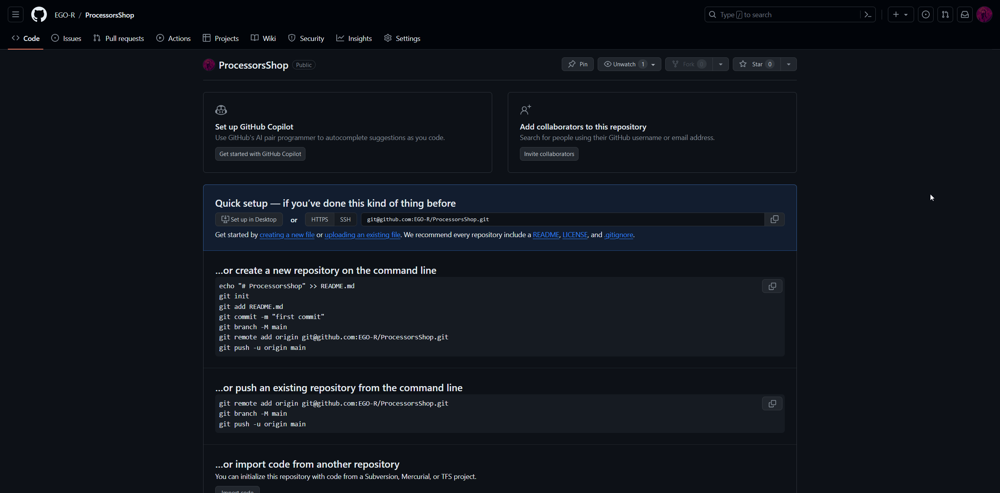 EGO-R / ProcessorsShop
Type / to search
Code Issues Pull requests Actions Projects Wiki Security Insights Settings
ProcessorsShop Public
Pin Unwatch 1 Fork 0 Star 0
Set up GitHub Copilot
Use GitHub's AI pair programmer to autocomplete suggestions as you code.
Get started with GitHub Copilot
Add collaborators to this repository
Search for people using their GitHub username or email address.
Invite collaborators
Quick setup — if you’ve done this kind of thing before
Set up in Desktop or HTTPS SSH git@github.com:EGO-R/ProcessorsShop.git
Get started by creating a new file or uploading an existing file. We recommend every repository include a README, LICENSE, and .gitignore.
…or create a new repository on the command line
echo "# ProcessorsShop" >> README.md
git init
git add README.md
git commit -m "first commit"
git branch -M main
git remote add origin git@github.com:EGO-R/ProcessorsShop.git
git push -u origin main
…or push an existing repository from the command line
git remote add origin git@github.com:EGO-R/ProcessorsShop.git
git branch -M main
git push -u origin main
…or import code from another repository
You can initialize this repository with code from a Subversion, Mercurial, or TFS project.
Import code